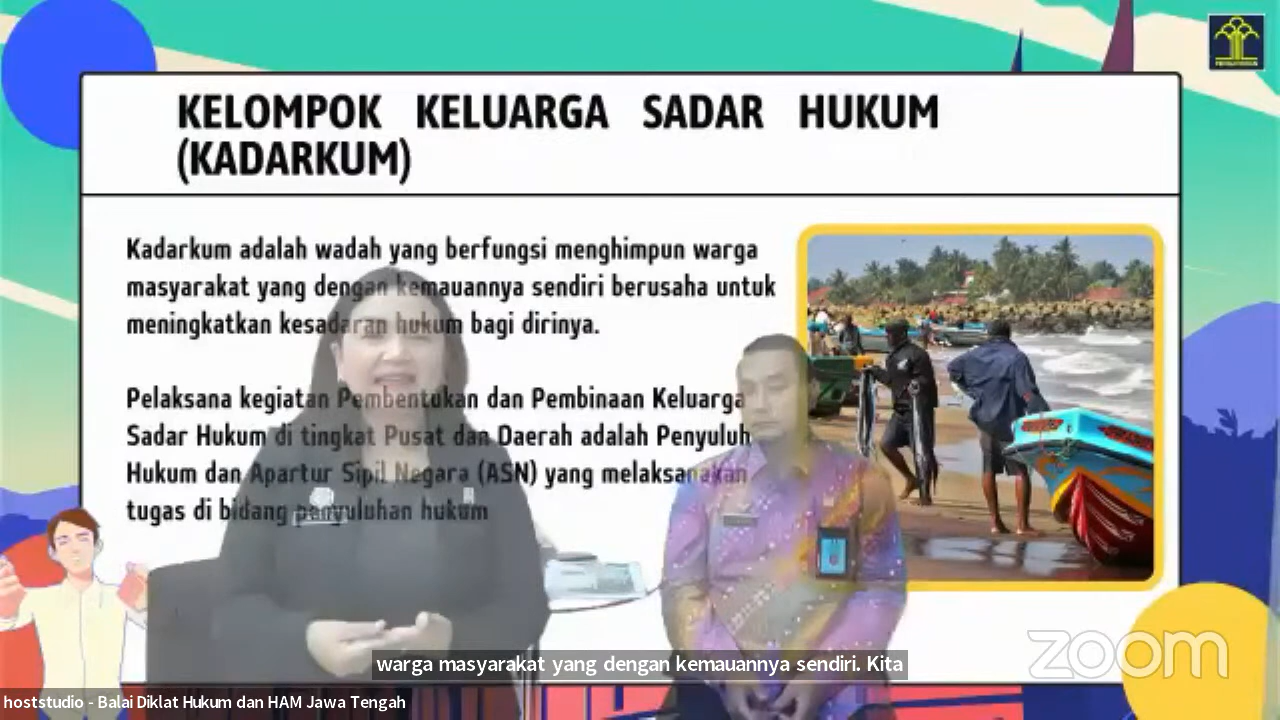 KELOMPOK KELUARGA SADAR HUKUM
(KADARKUM)
Kadarkum adalah wadah yang berfungsi menghimpun warga
masyarakat yang dengan kemauannya sendiri berusaha untuk
meningkatkan kesadaran hukum bagi dirinya.
Pelaksana kegiatan Pembentukan dan Pembinaan Keluarga
Sadar Hukum di tingkat Pusat dan Daerah adalah Penyuluh
Hukum dan Apartur Sipil Negara (ASN) yang melaksanakan
tugas di bidang penyuluhan hukum
zoom
warga masyarakat yang dengan kemauannya sendiri. Kita
hoststudio - Balai Diklat Hukum dan HAM Jawa Tengah